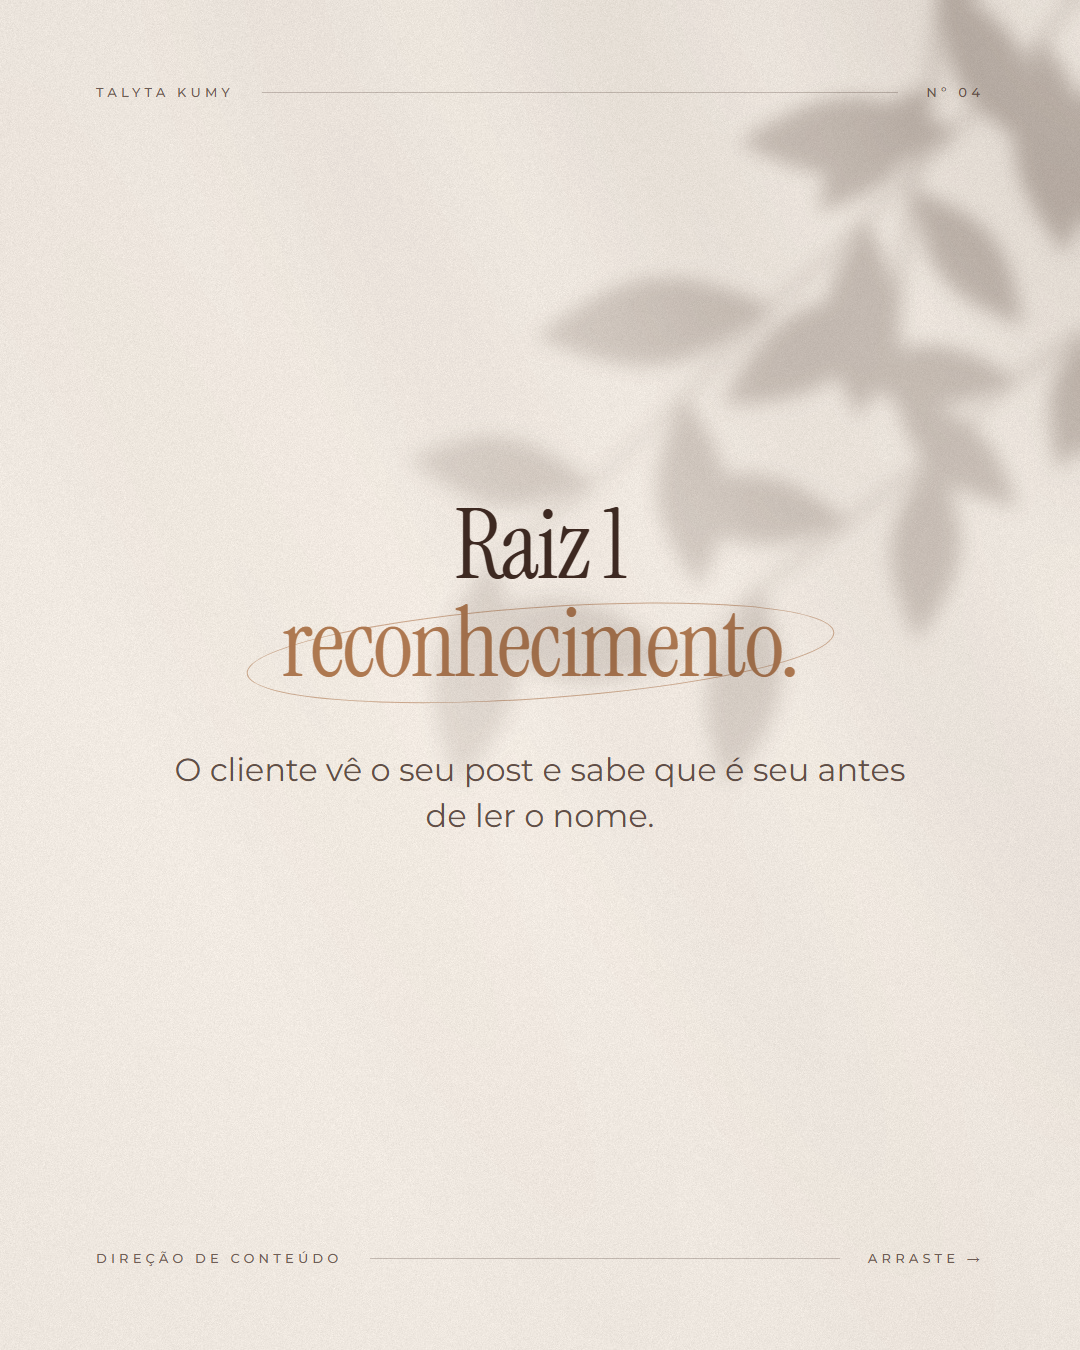 TALYTA KUMY
Nº 04
Raiz 1
reconhecimento.
O cliente vê o seu post e sabe que é seu antes
de ler o nome.
DIREÇÃO DE CONTEÚDO
ARRASTE →